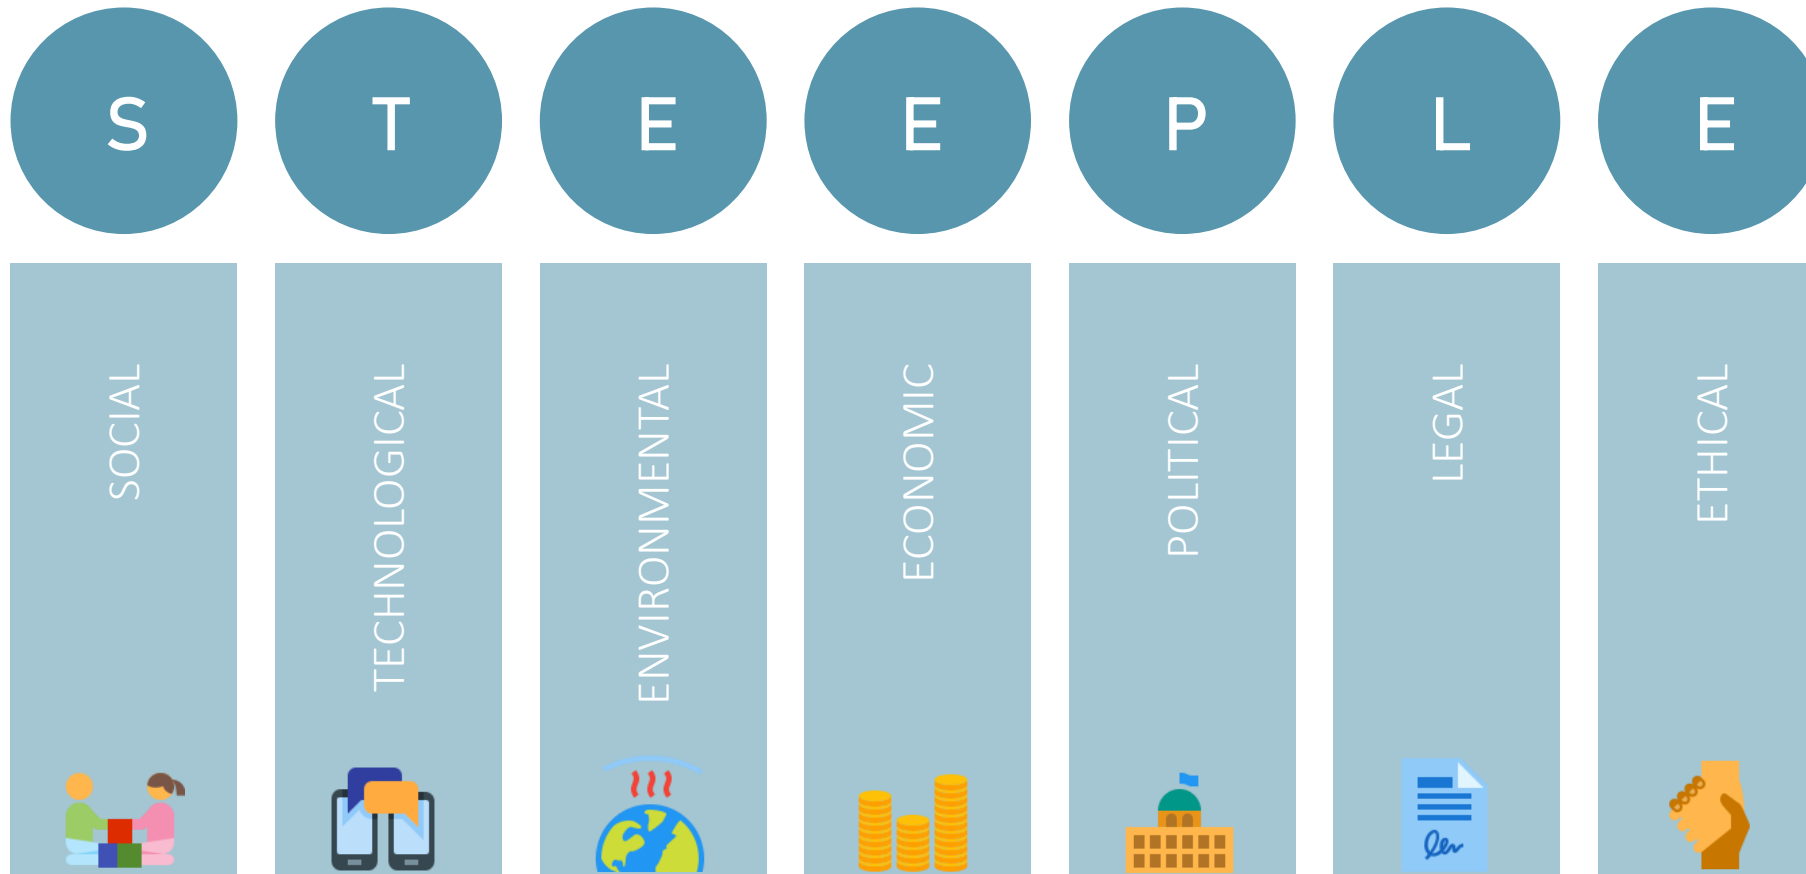 S T E E P L E
SOCIAL
TECHNOLOGICAL
ENVIRONMENTAL
ECONOMIC
POLITICAL
LEGAL
ETHICAL